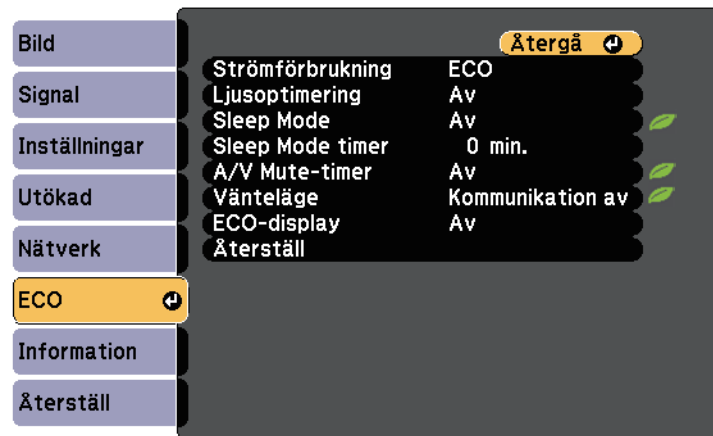 Bild
Signal
Inställningar
Utökad
Nätverk
ECO
Information
Återställ
Återgå
Strömförbrukning ECO
Ljusoptimering Av
Sleep Mode Av
Sleep Mode timer 0 min.
A/V Mute-timer Av
Vänteläge Kommunikation av
ECO-display Av
Återställ